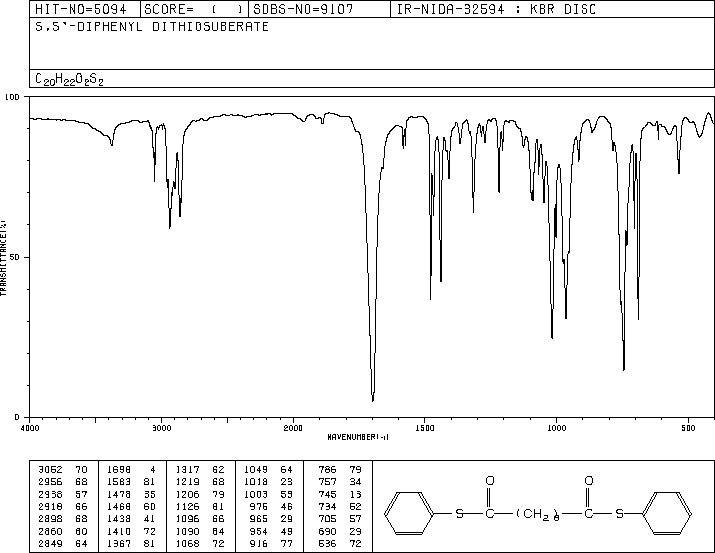 HIT-NO=5094 SCORE= ( ) SDBS-NO=9107 IR-NIDA-32594 : KBR DISC
S,S'-DIPHENYL DITHIOSUBERATE
C20H22O2S2
100
50
0
TRANSMITTANCE(%)
4000 3000 2000 1500 1000 500
WAVENUMBER(-1)
3062 70 1698 4 1317 62 1049 64 786 79
2956 68 1583 81 1219 68 1018 23 757 34
2938 57 1478 35 1206 79 1003 53 745 13
2918 66 1468 60 1126 81 976 46 734 52
2898 68 1438 41 1096 66 965 29 705 57
2860 60 1410 72 1090 64 954 49 690 29
2849 64 1367 81 1068 72 916 77 536 72
O O
S C (CH2)6 C S